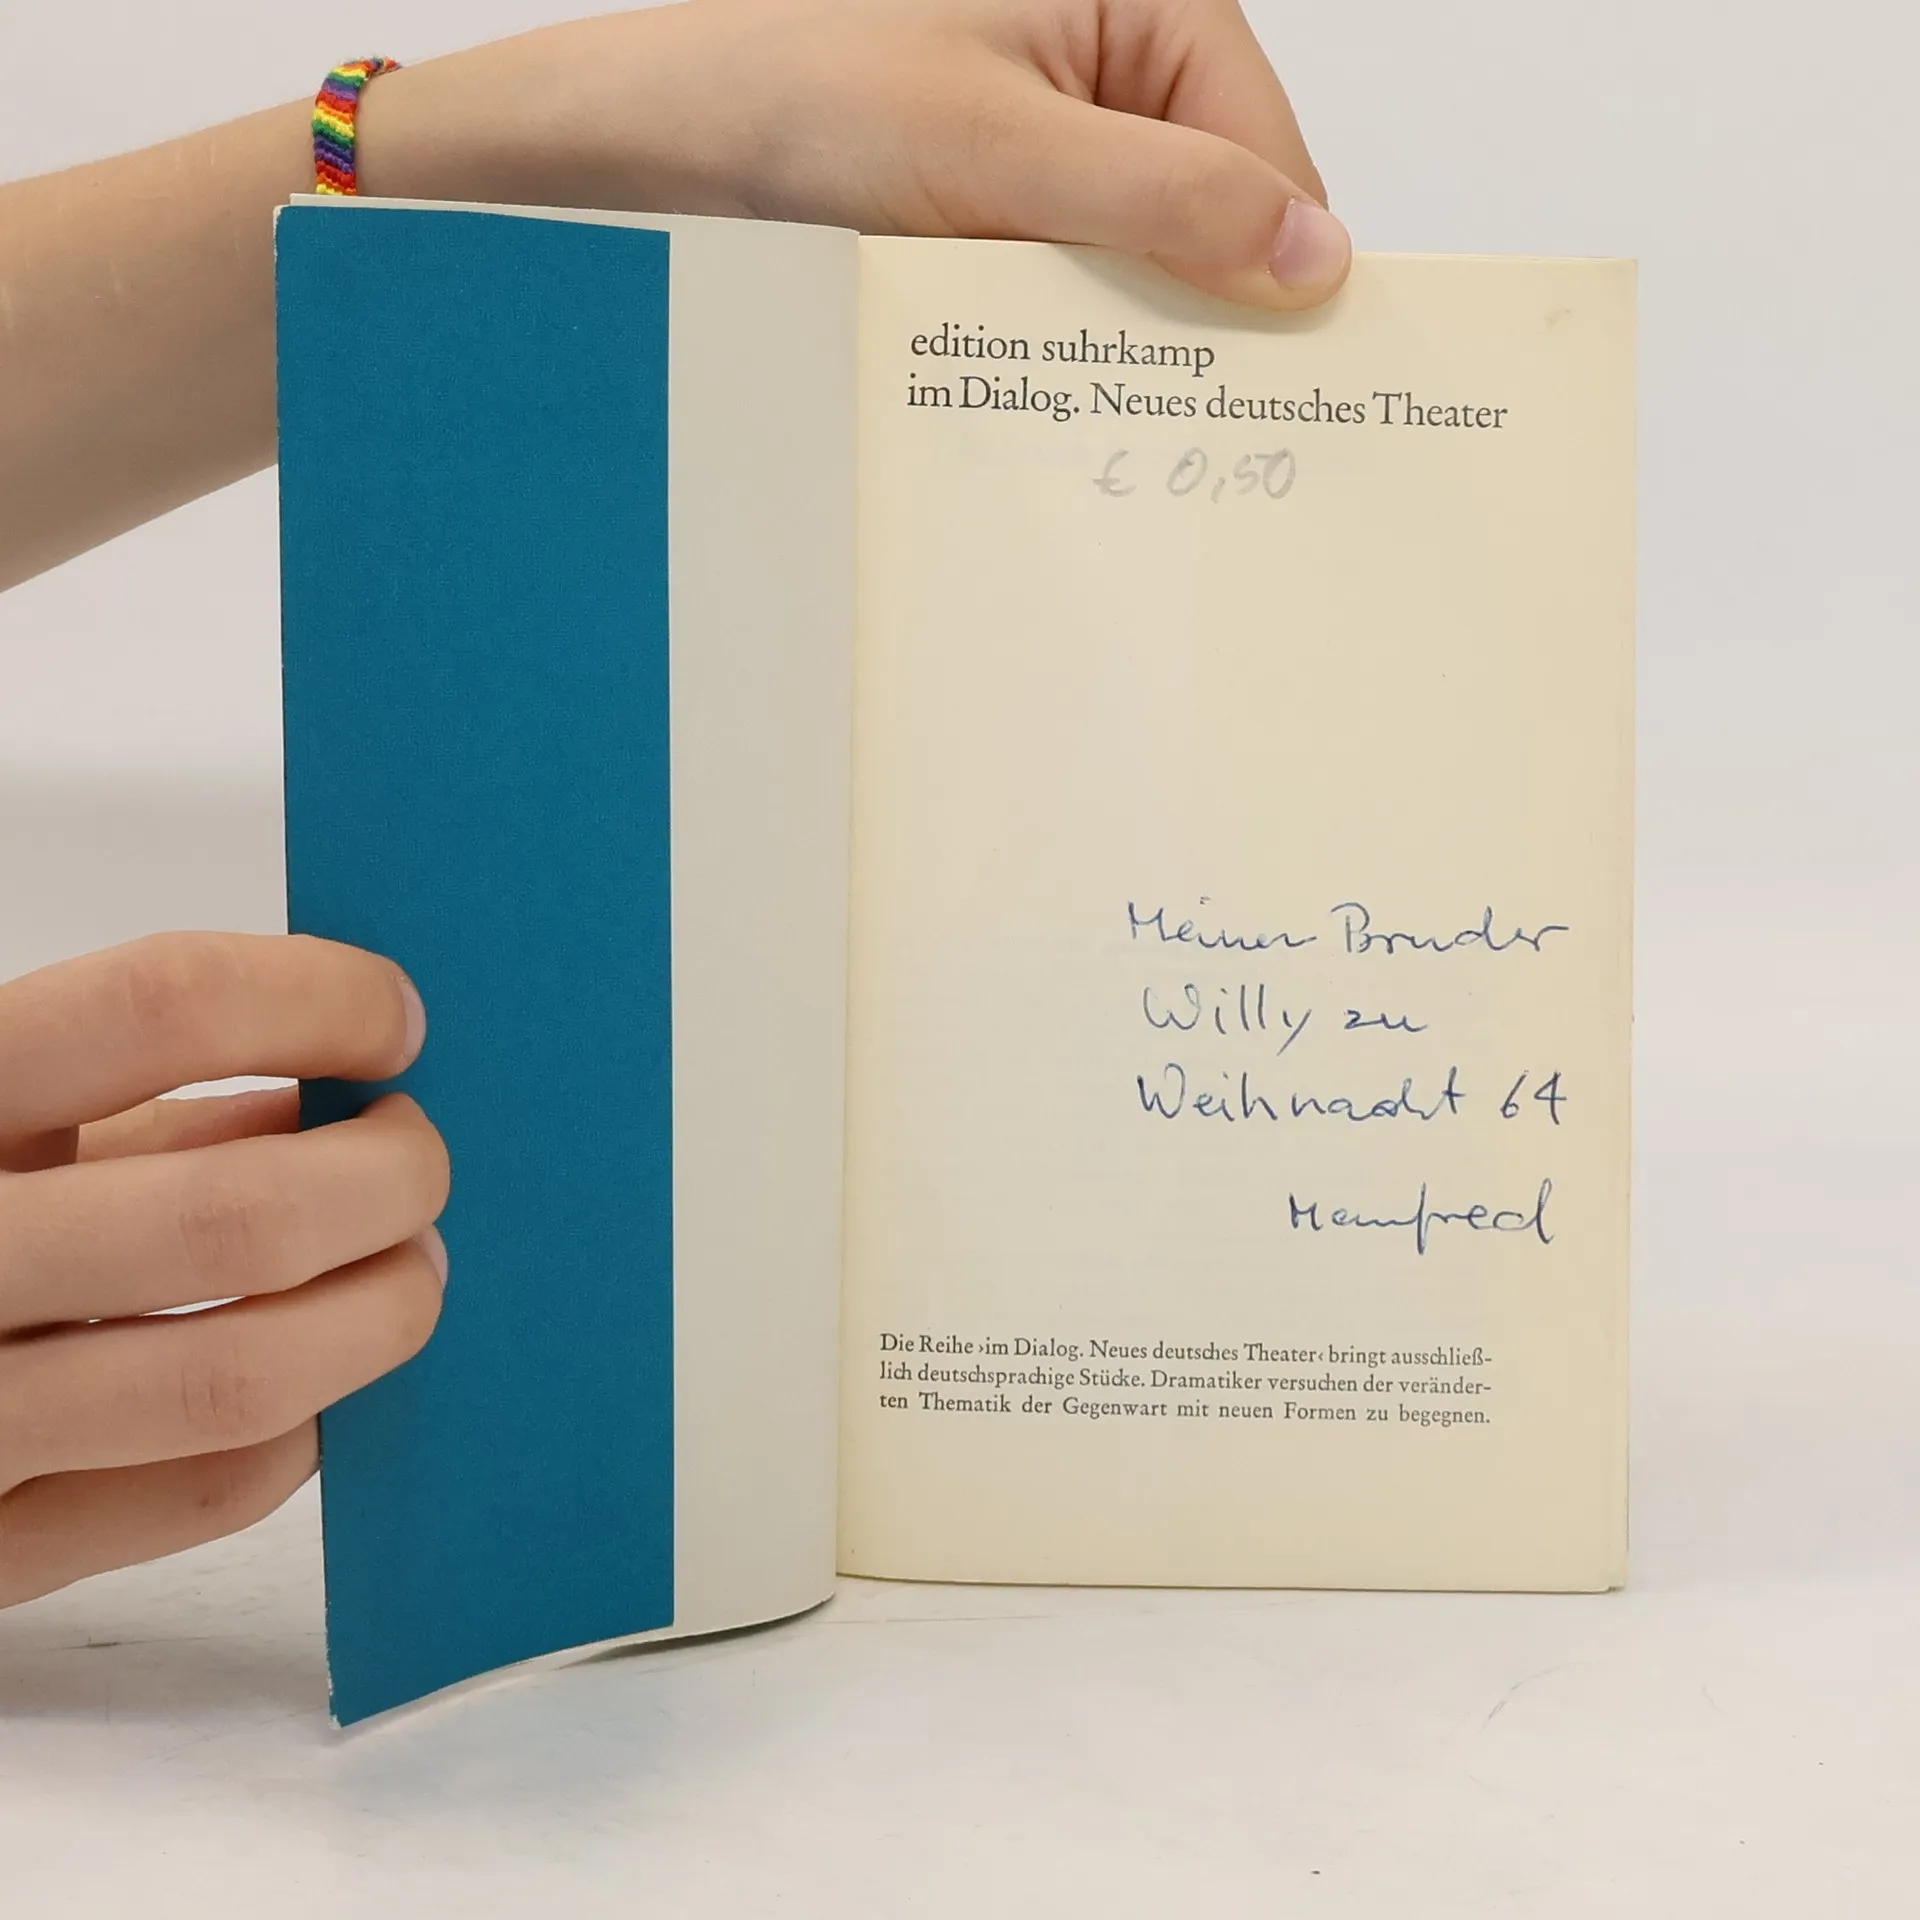 edition suhrkamp
im Dialog. Neues deutsches Theater
€ 0,50
Meinem Bruder
Willy zu
Weihnacht 64
Manfred
Die Reihe ›im Dialog. Neues deutsches Theater‹ bringt ausschließ-
lich deutschsprachige Stücke. Dramatiker versuchen der veränder-
ten Thematik der Gegenwart mit neuen Formen zu begegnen.